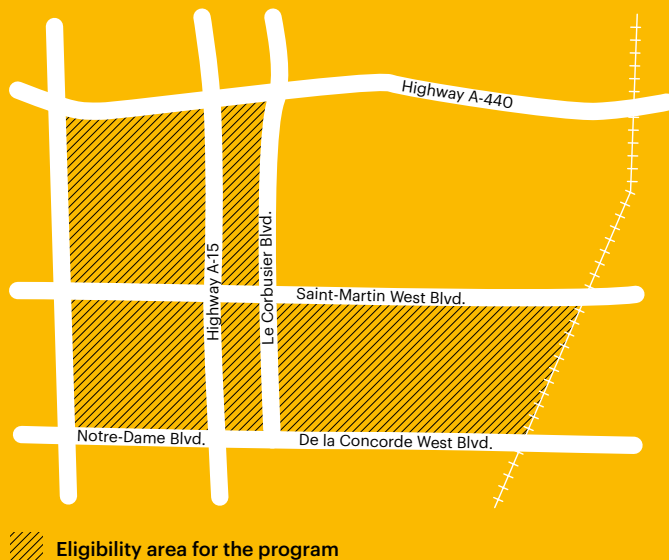 Highway A-440
Highway A-15
Le Corbusier Blvd.
Saint-Martin West Blvd.
Notre-Dame Blvd.
De la Concorde West Blvd.
Eligibility area for the program